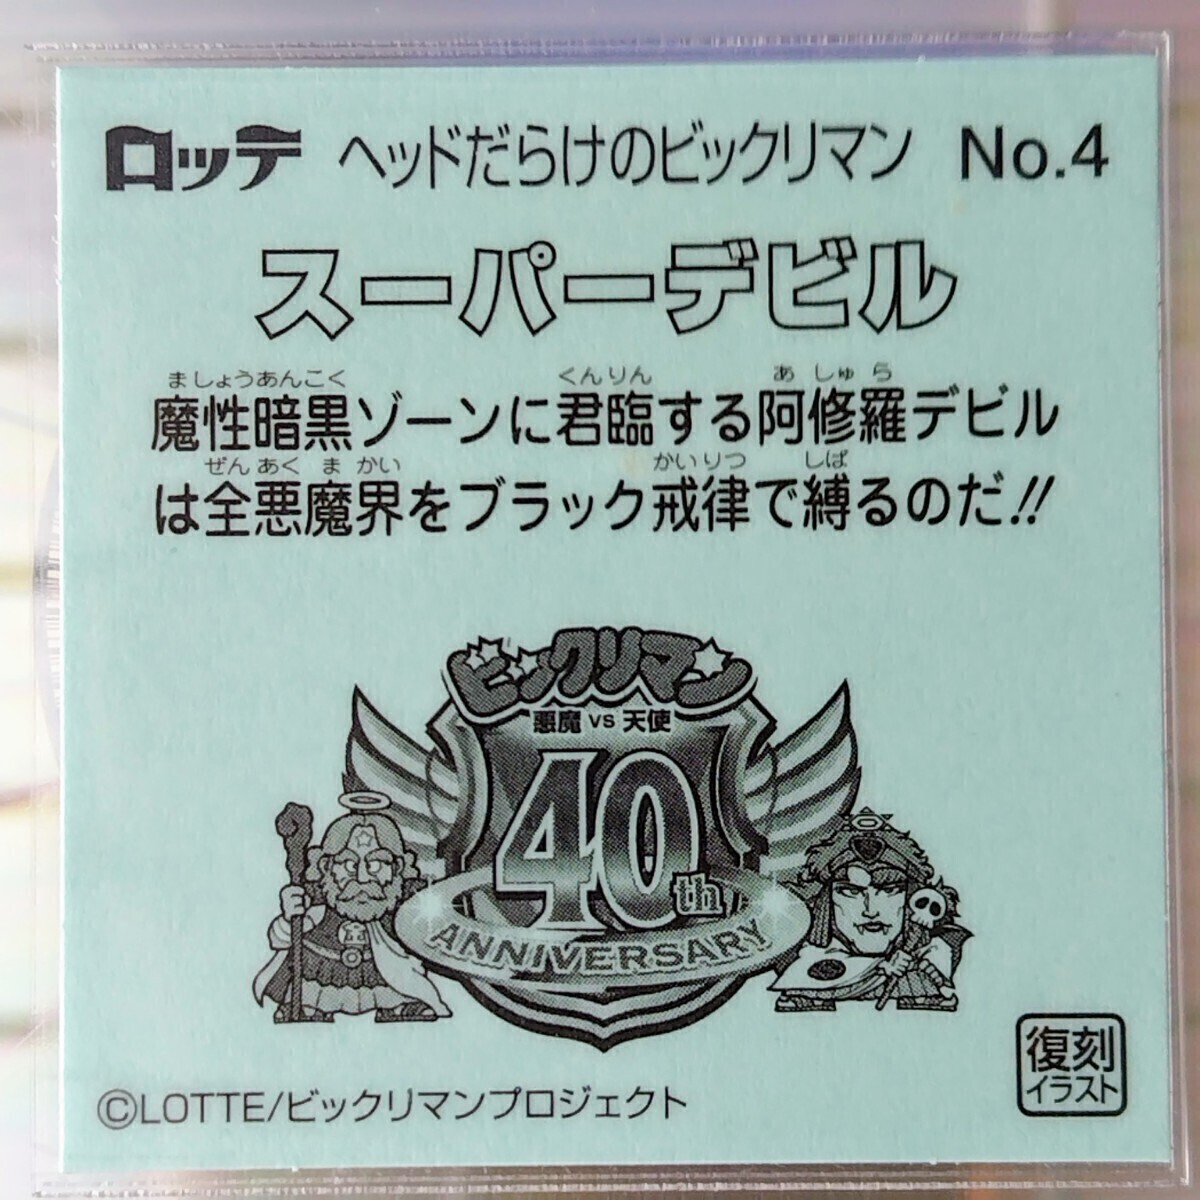 ロッテ ヘッドだらけのビックリマン No.4
スーパーデビル
ましょうあんこく くんりん あしゅら
魔性暗黒ゾーンに君臨する阿修羅デビル
ぜんあくまかい かいりつ しば
は全悪魔界をブラック戒律で縛るのだ!!
ビックリマン
悪魔 VS 天使
40th
ANNIVERSARY
©LOTTE/ビックリマンプロジェクト
復刻
イラスト